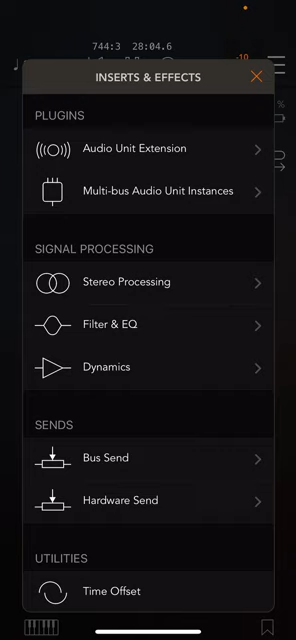 744:3 28:04.6
-10
INSERTS & EFFECTS
%
PLUGINS
Audio Unit Extension
Multi-bus Audio Unit Instances
SIGNAL PROCESSING
Stereo Processing
Filter & EQ
Dynamics
SENDS
Bus Send
Hardware Send
UTILITIES
Time Offset